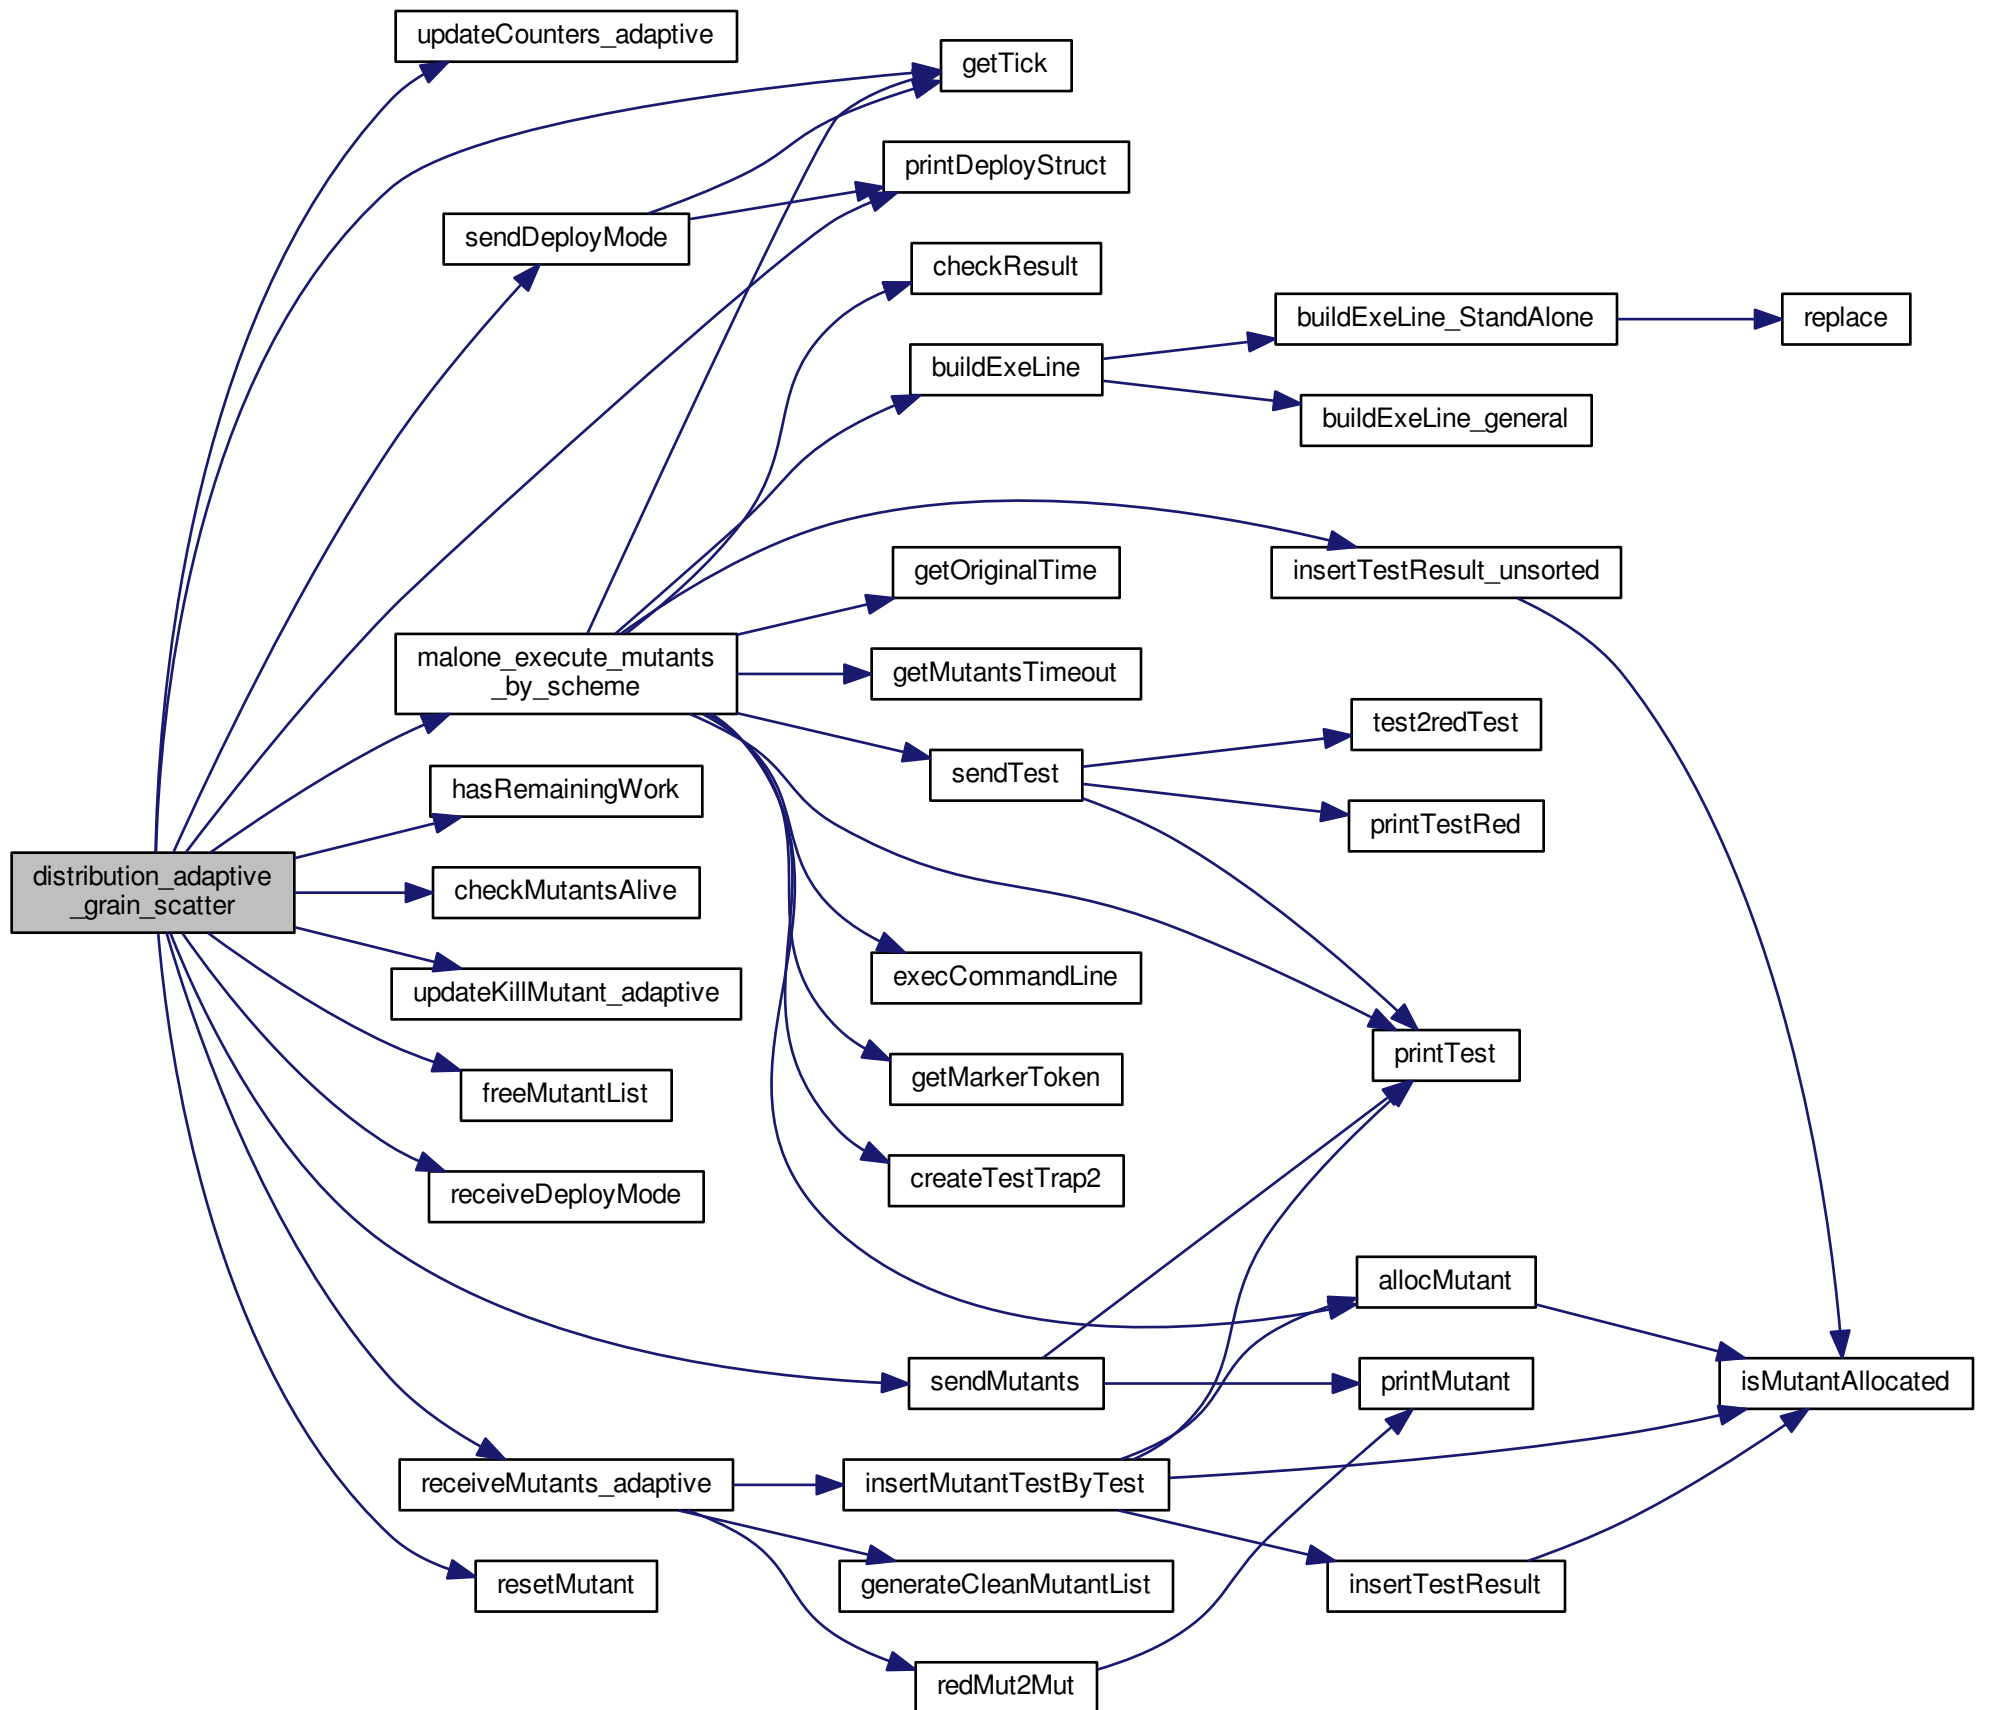 updateCounters_adaptive
getTick
printDeployStruct
sendDeployMode
checkResult
buildExeLine_StandAlone
replace
buildExeLine
buildExeLine_general
getOriginalTime
insertTestResult_unsorted
malone_execute_mutants
_by_scheme
getMutantsTimeout
test2redTest
sendTest
hasRemainingWork
printTestRed
distribution_adaptive
_grain_scatter
checkMutantsAlive
execCommandLine
updateKillMutant_adaptive
printTest
getMarkerToken
freeMutantList
createTestTrap2
receiveDeployMode
allocMutant
sendMutants
printMutant
isMutantAllocated
receiveMutants_adaptive
insertMutantTestByTest
resetMutant
generateCleanMutantList
insertTestResult
redMut2Mut